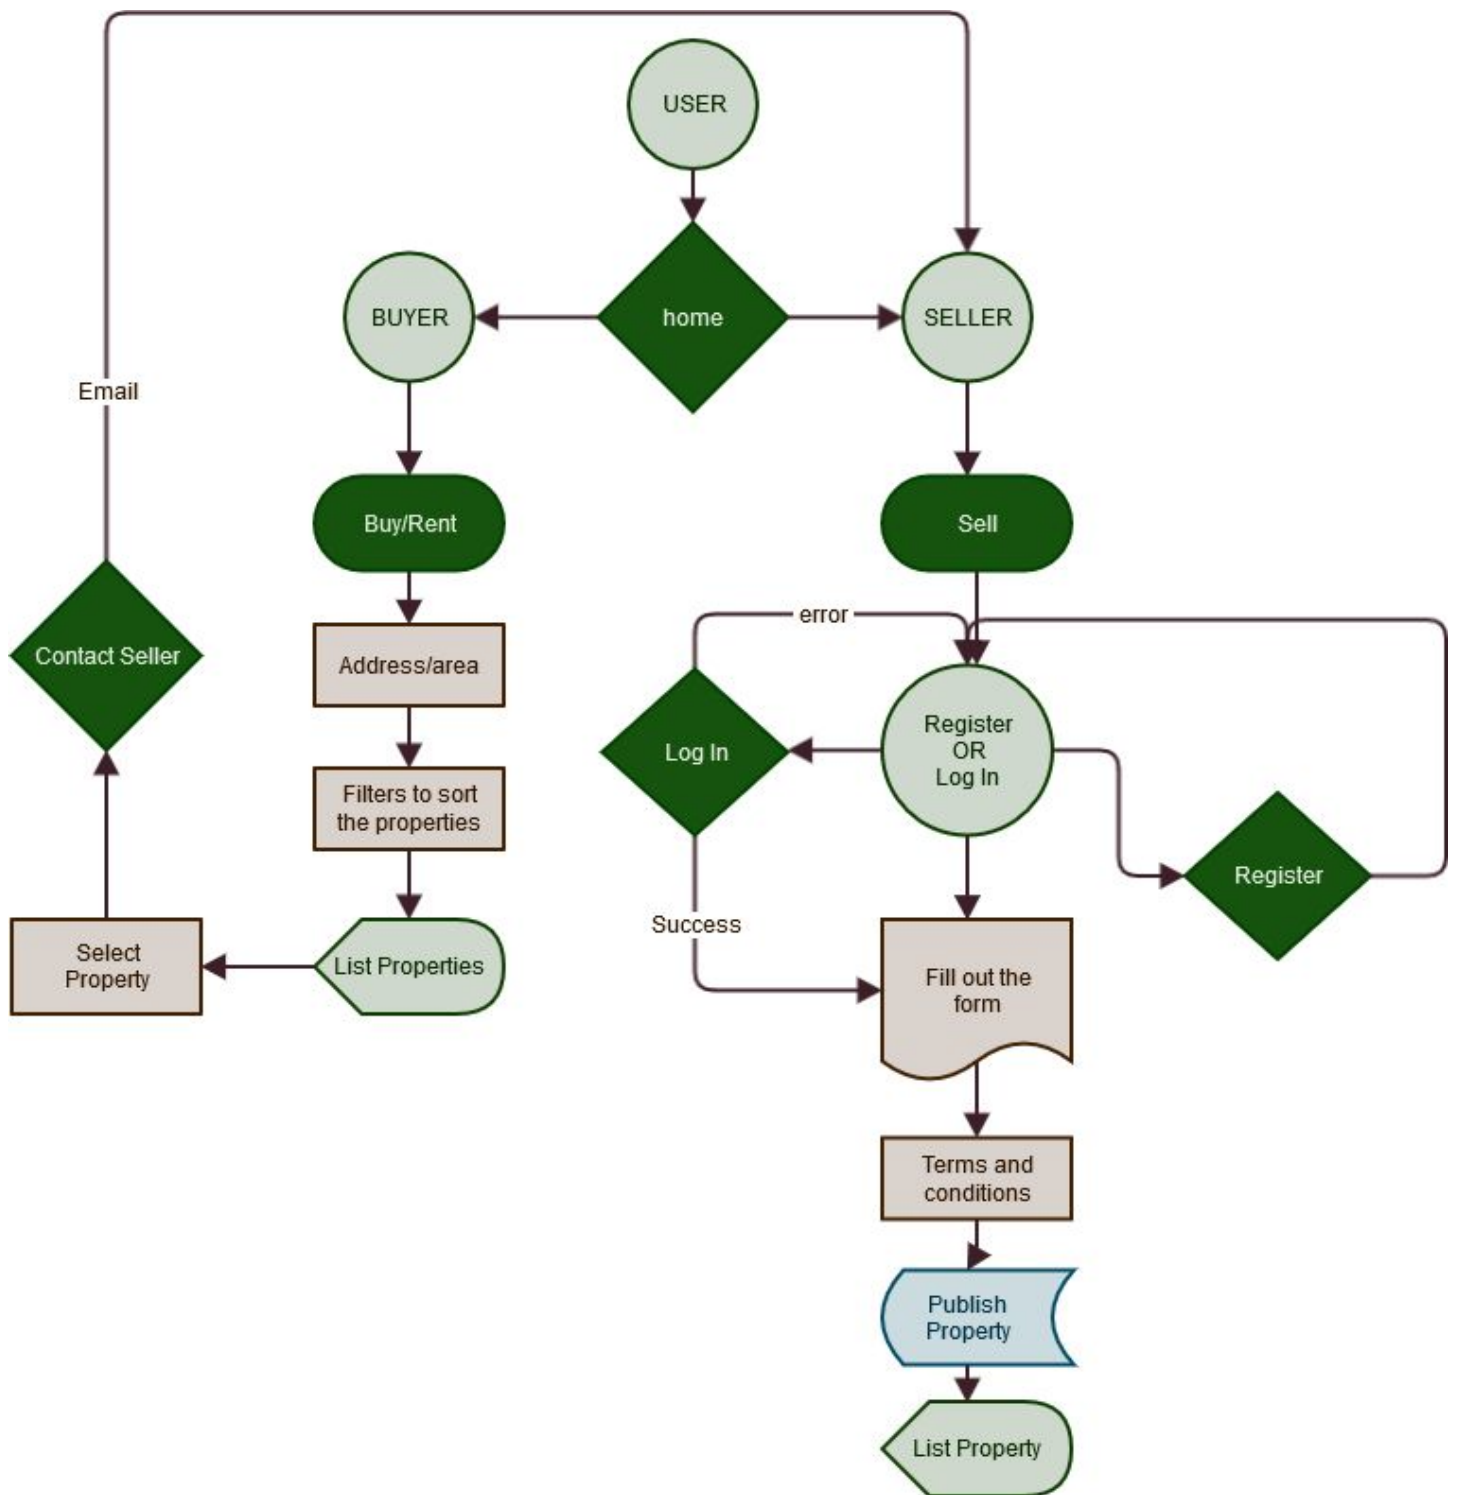 USER
BUYER
home
SELLER
Email
Buy/Rent
Sell
error
Contact Seller
Address/area
Register
OR
Log In
Log In
Filters to sort
the properties
Register
Success
Select
Property
List Properties
Fill out the
form
Terms and
conditions
Publish
Property
List Property